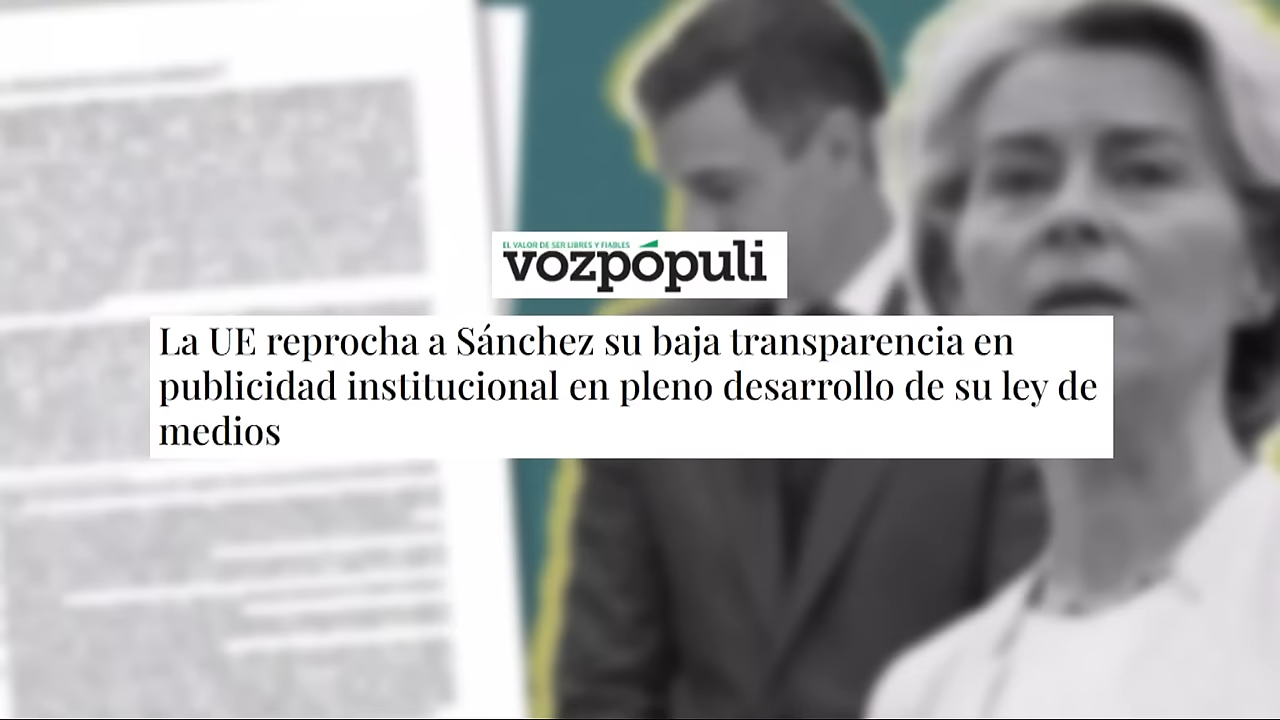 EL VALOR DE SER LIBRES Y FIABLES
vozpópuli
La UE reprocha a Sánchez su baja transparencia en
publicidad institucional en pleno desarrollo de su ley de
medios